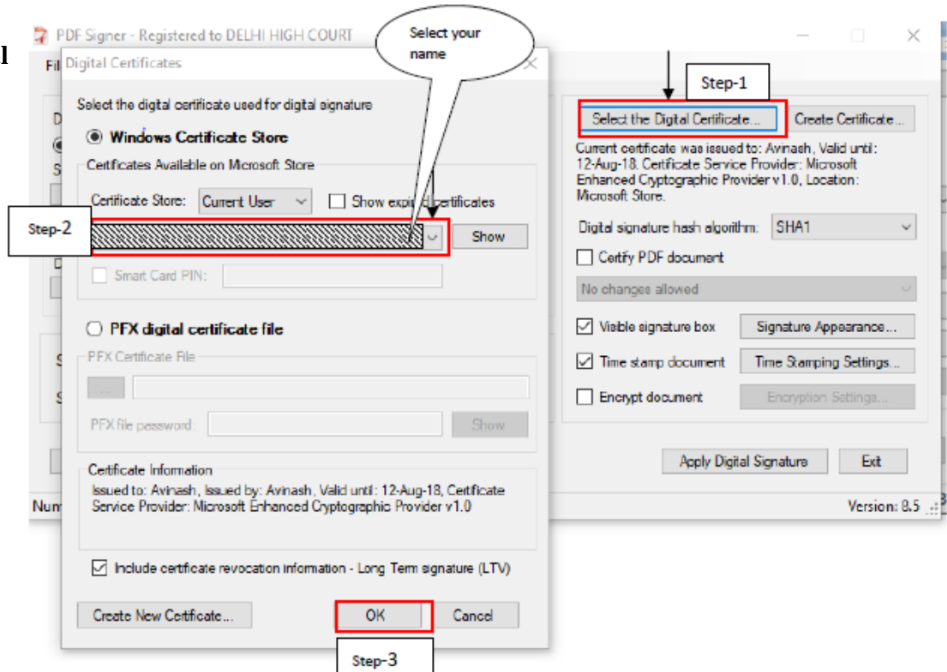 PDF Signer - Registered to DELHI HIGH COURT
Select your
name
Fil
Digital Certificates
Step-1
Select the digital certificate used for digital signature
Windows Certificate Store
Certificates Available on Microsoft Store
Certificate Store: Current User
Show expired certificates
Step-2
Show
Smart Card PIN:
PFX digital certificate file
PFX Certificate File
...
PFX file password:
Show
Certificate Information
Issued to: Avinash, Issued by: Avinash, Valid until: 12-Aug-18, Certificate
Service Provider: Microsoft Enhanced Cryptographic Provider v1.0
Include certificate revocation information - Long Term signature (LTV)
Create New Certificate...
OK
Cancel
Step-3
Select the Digital Certificate...
Create Certificate...
Current certificate was issued to: Avinash, Valid until:
12-Aug-18, Certificate Service Provider: Microsoft
Enhanced Cryptographic Provider v1.0, Location:
Microsoft Store.
Digital signature hash algorithm: SHA1
Certify PDF document
No changes allowed
Visible signature box
Signature Appearance...
Time stamp document
Time Stamping Settings...
Encrypt document
Encryption Settings...
Apply Digital Signature
Exit
Num
Version: 8.5